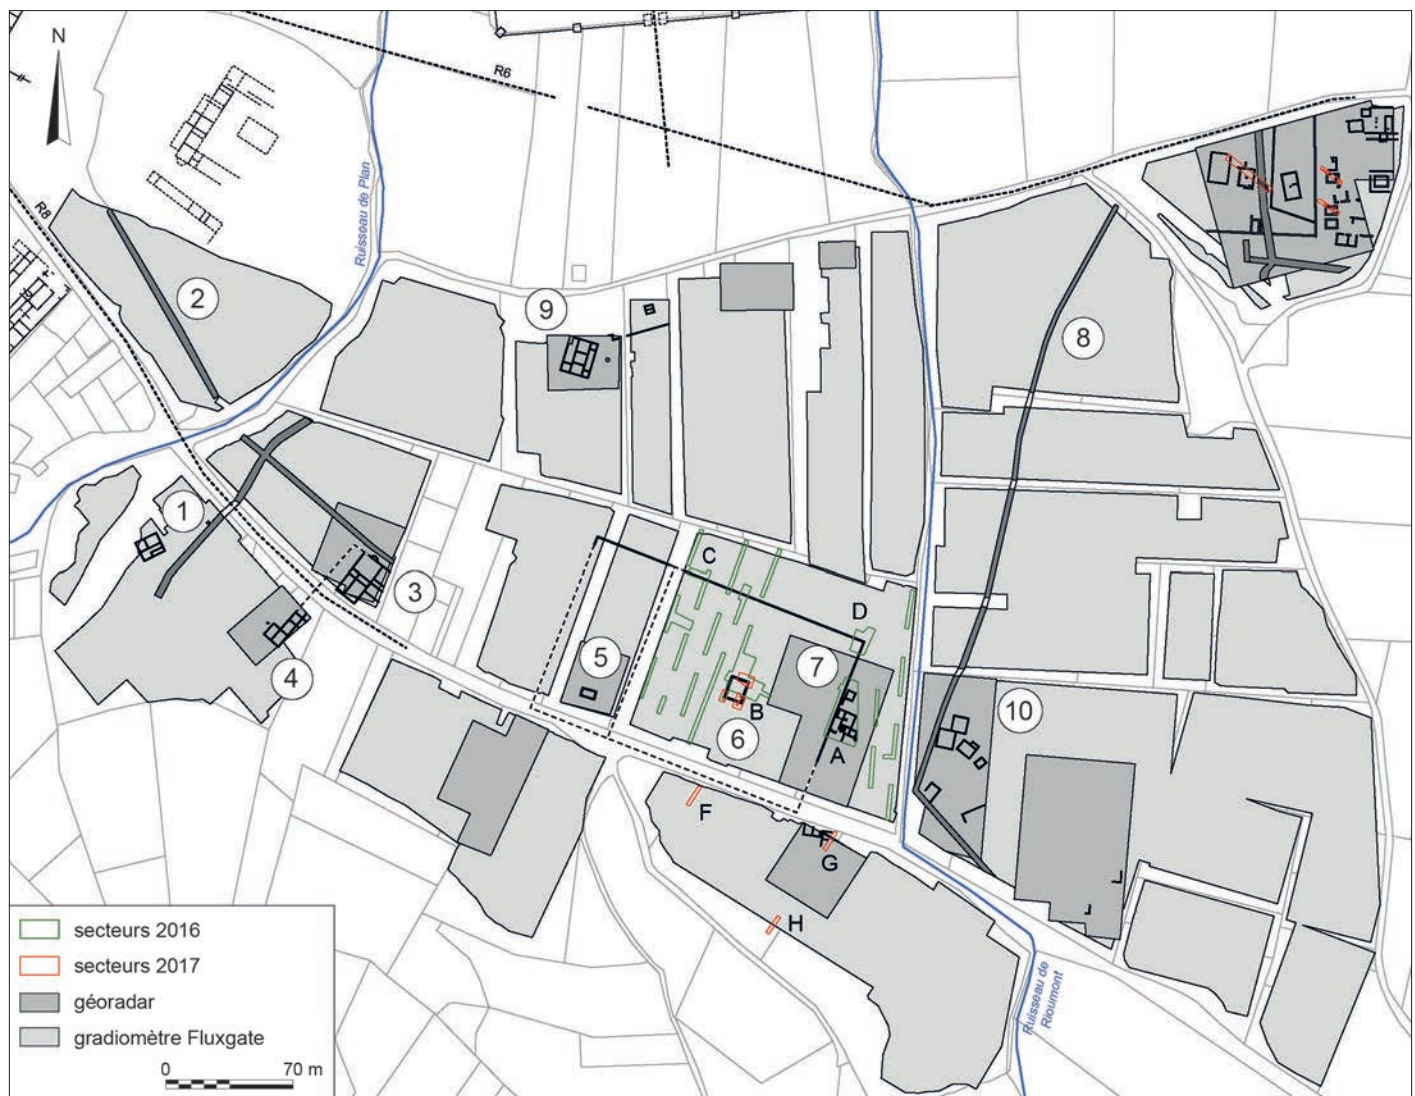 N
R6
R8
Ruisseau de Plan
2
9
8
1
3
C
D
5
7
4
B
6
10
A
F
F
G
H
secteurs 2016
secteurs 2017
géoradar
gradiomètre Fluxgate
0 70 m
Ruisseau de
Rioumont